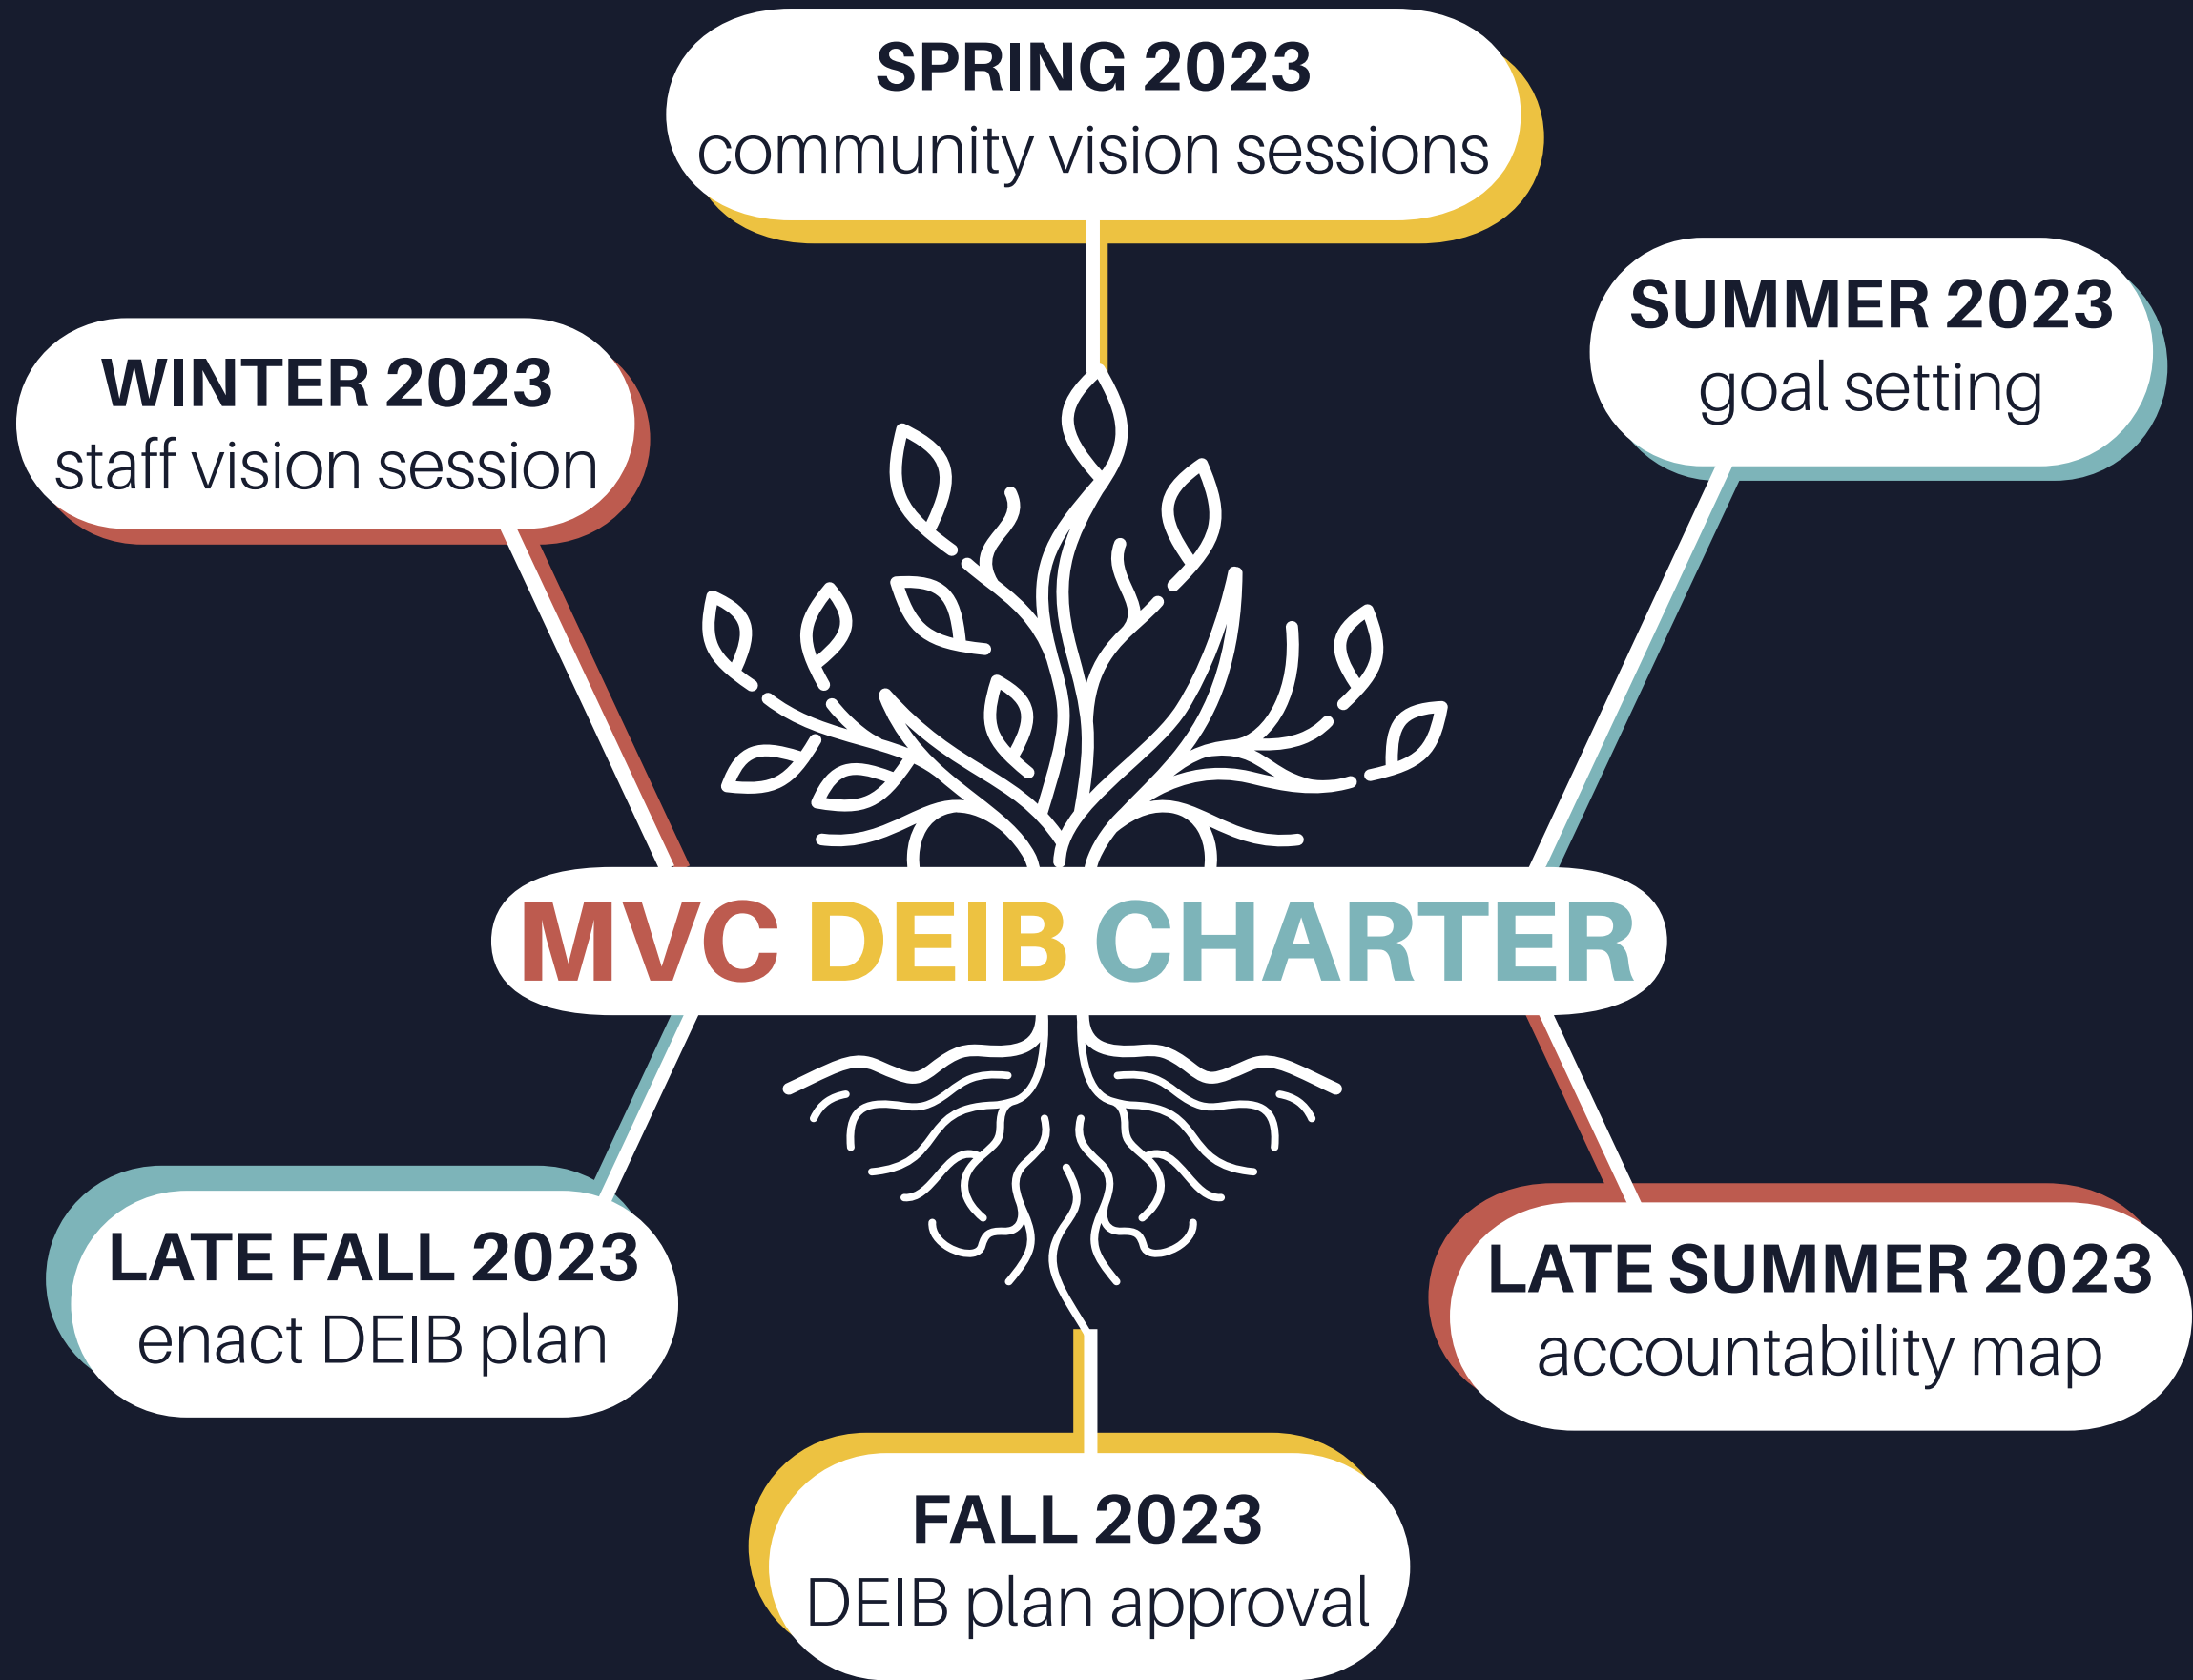 SPRING 2023
community vision sessions
SUMMER 2023
goal setting
WINTER 2023
staff vision session
MVC DEIB CHARTER
LATE FALL 2023
enact DEIB plan
LATE SUMMER 2023
accountability map
FALL 2023
DEIB plan approval